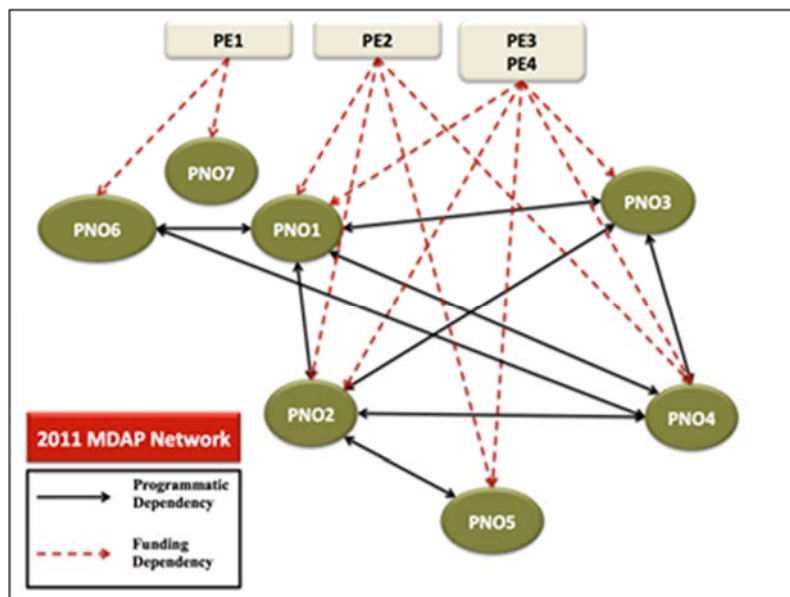 PE1
PE2
PE3
PE4
PNO7
PNO3
PNO6
PNO1
PNO2
PNO4
2011 MDAP Network
Programmatic
Dependency
PNO5
Funding
Dependency